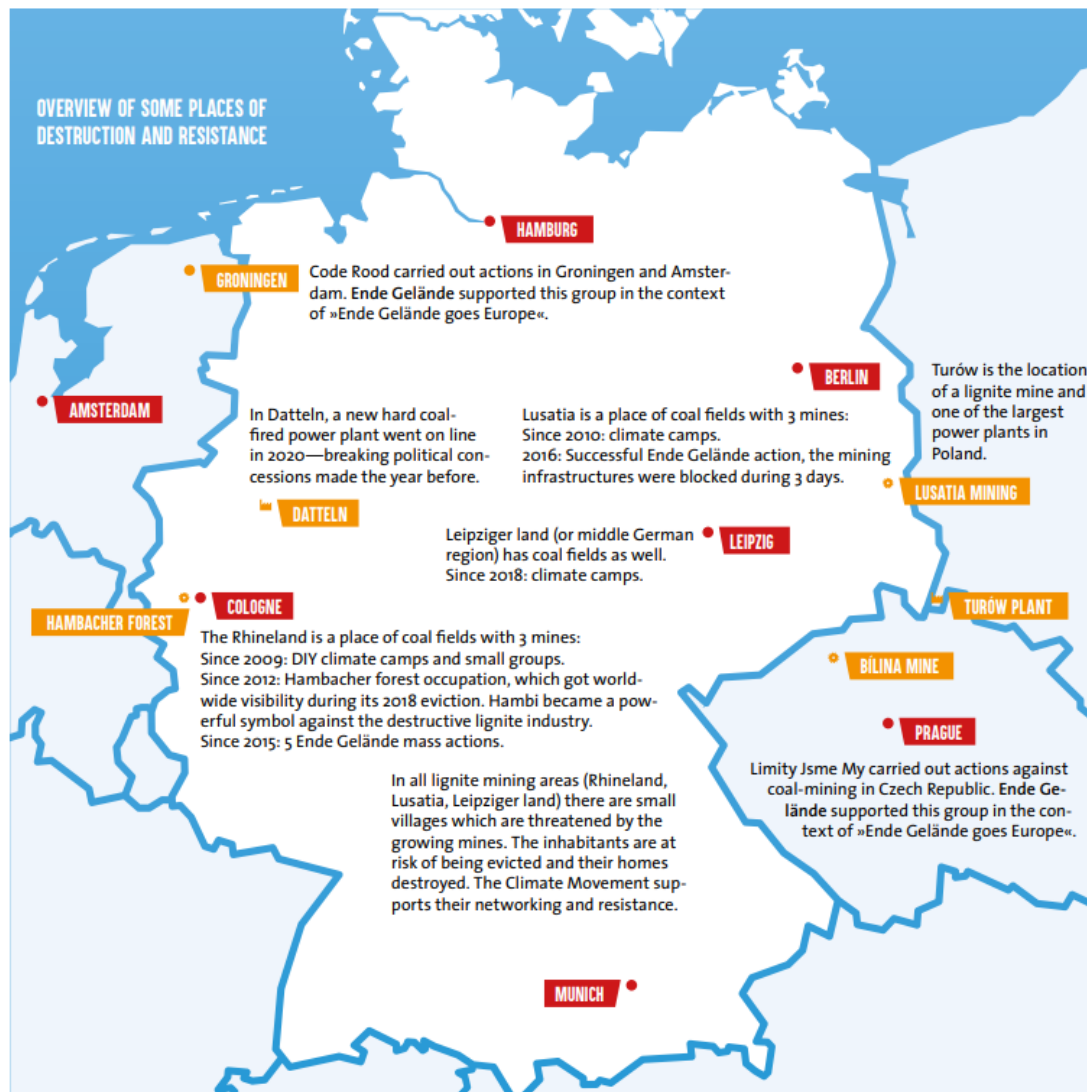 OVERVIEW OF SOME PLACES OF
DESTRUCTION AND RESISTANCE
HAMBURG
GRONINGEN
Code Rood carried out actions in Groningen and Amster-
dam. Ende Gelände supported this group in the context
of »Ende Gelände goes Europe«.
BERLIN
AMSTERDAM
Turów is the location
of a lignite mine and
one of the largest
power plants in
Poland.
In Datteln, a new hard coal-
fired power plant went on line
in 2020—breaking political con-
cessions made the year before.
DATTELN
Lusatia is a place of coal fields with 3 mines:
Since 2010: climate camps.
2016: Successful Ende Gelände action, the mining
infrastructures were blocked during 3 days.
LUSATIA MINING
Leipziger land (or middle German
region) has coal fields as well.
Since 2018: climate camps.
LEIPZIG
HAMBACHER FOREST
COLOGNE
TURÓW PLANT
The Rhineland is a place of coal fields with 3 mines:
Since 2009: DIY climate camps and small groups.
Since 2012: Hambacher forest occupation, which got world-
wide visibility during its 2018 eviction. Hambi became a pow-
erful symbol against the destructive lignite industry.
Since 2015: 5 Ende Gelände mass actions.
BÍLINA MINE
PRAGUE
Limity Jsme My carried out actions against
coal-mining in Czech Republic. Ende Ge-
lände supported this group in the con-
text of »Ende Gelände goes Europe«.
In all lignite mining areas (Rhineland,
Lusatia, Leipziger land) there are small
villages which are threatened by the
growing mines. The inhabitants are at
risk of being evicted and their homes
destroyed. The Climate Movement sup-
ports their networking and resistance.
MUNICH